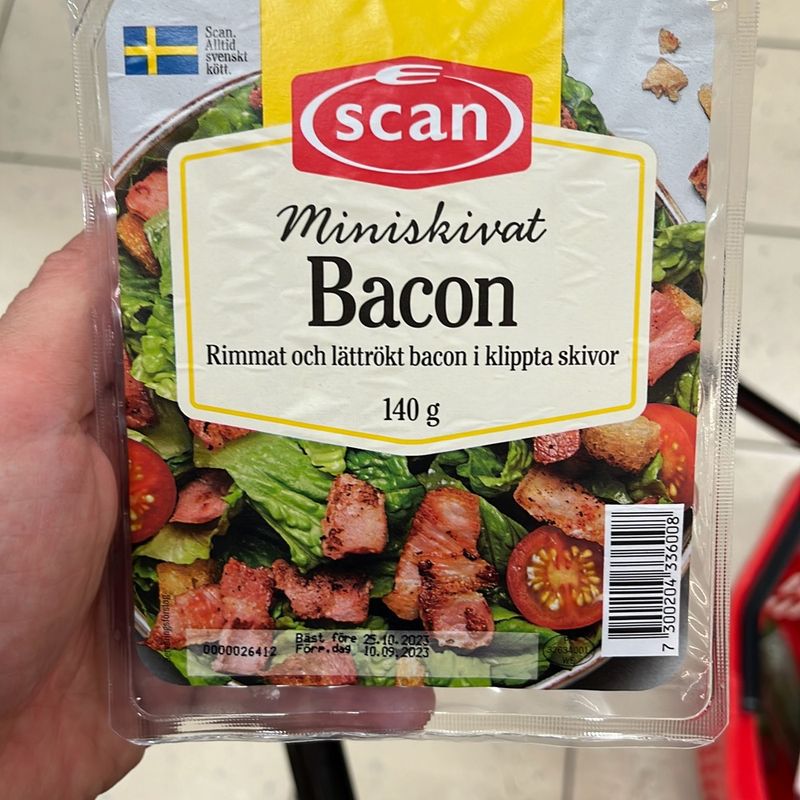 Scan.
Alltid
svenskt
kött.
scan
Miniskivat
Bacon
Rimmat och lättrökt bacon i klippta skivor
140 g
Bäst före 25.10.2023
0000026412 Förp.dag 10.09.2023
7 300204 336008